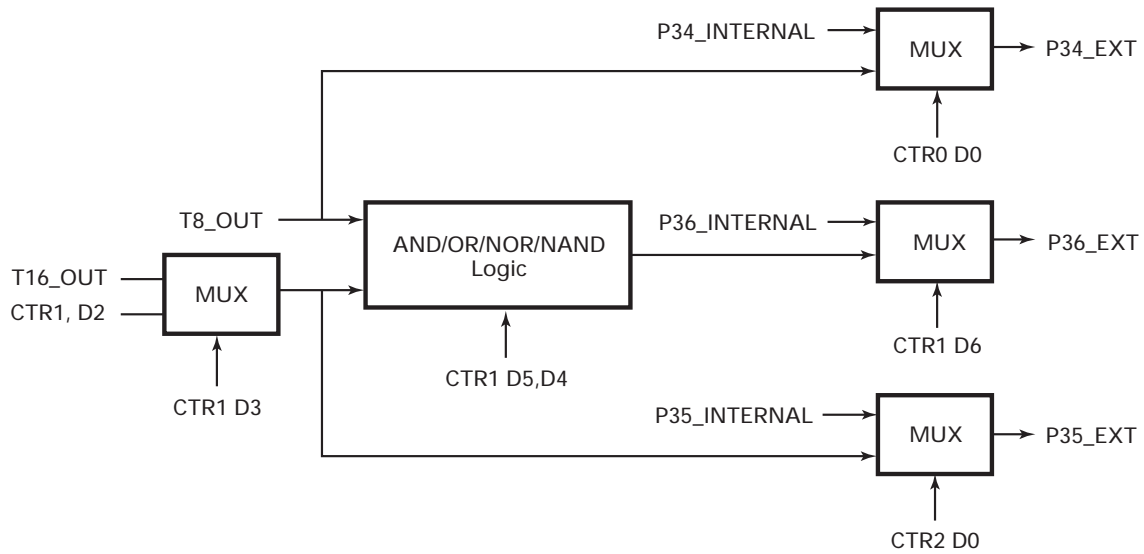 P34_INTERNAL
MUX
P34_EXT
CTR0 D0
T8_OUT
AND/OR/NOR/NAND
Logic
P36_INTERNAL
MUX
P36_EXT
T16_OUT
CTR1, D2
MUX
CTR1 D6
CTR1 D5,D4
CTR1 D3
P35_INTERNAL
MUX
P35_EXT
CTR2 D0